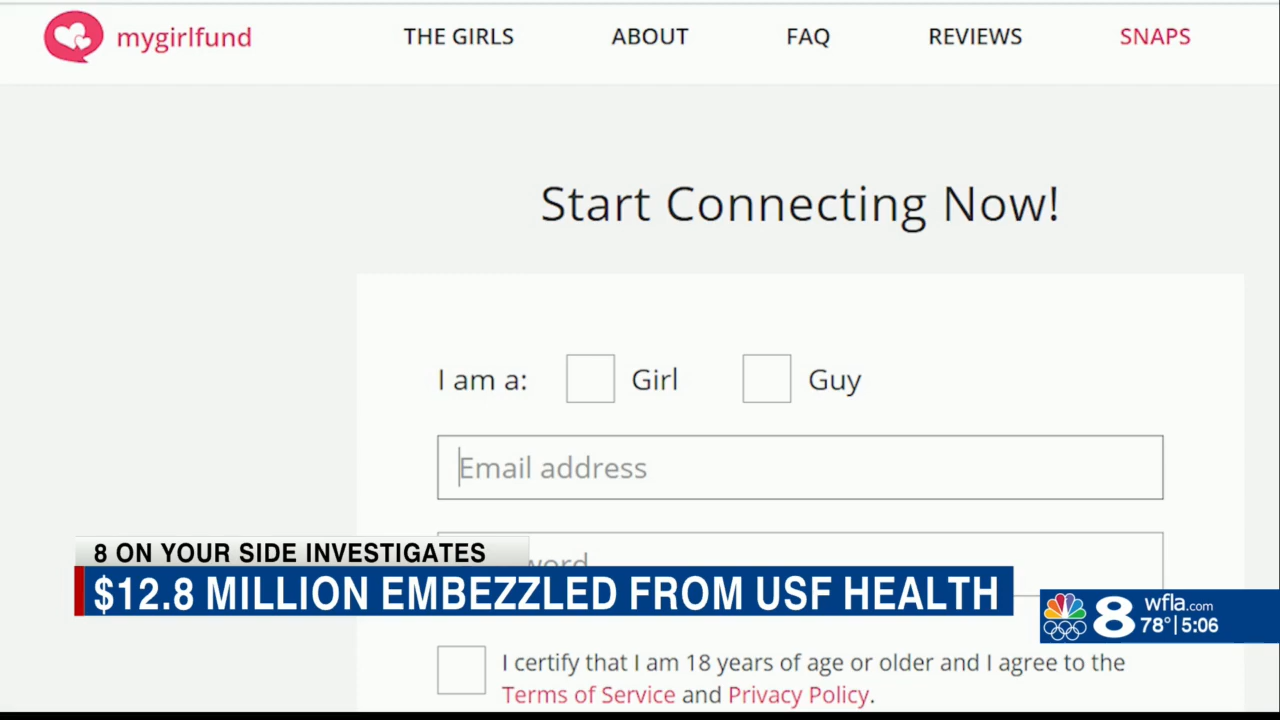 mygirlfund THE GIRLS ABOUT FAQ REVIEWS SNAPS
Start Connecting Now!
I am a: Girl Guy
Email address
word
8 ON YOUR SIDE INVESTIGATES
$12.8 MILLION EMBEZZLED FROM USF HEALTH
8 wfla.com
78° | 5:06
I certify that I am 18 years of age or older and I agree to the
Terms of Service and Privacy Policy.